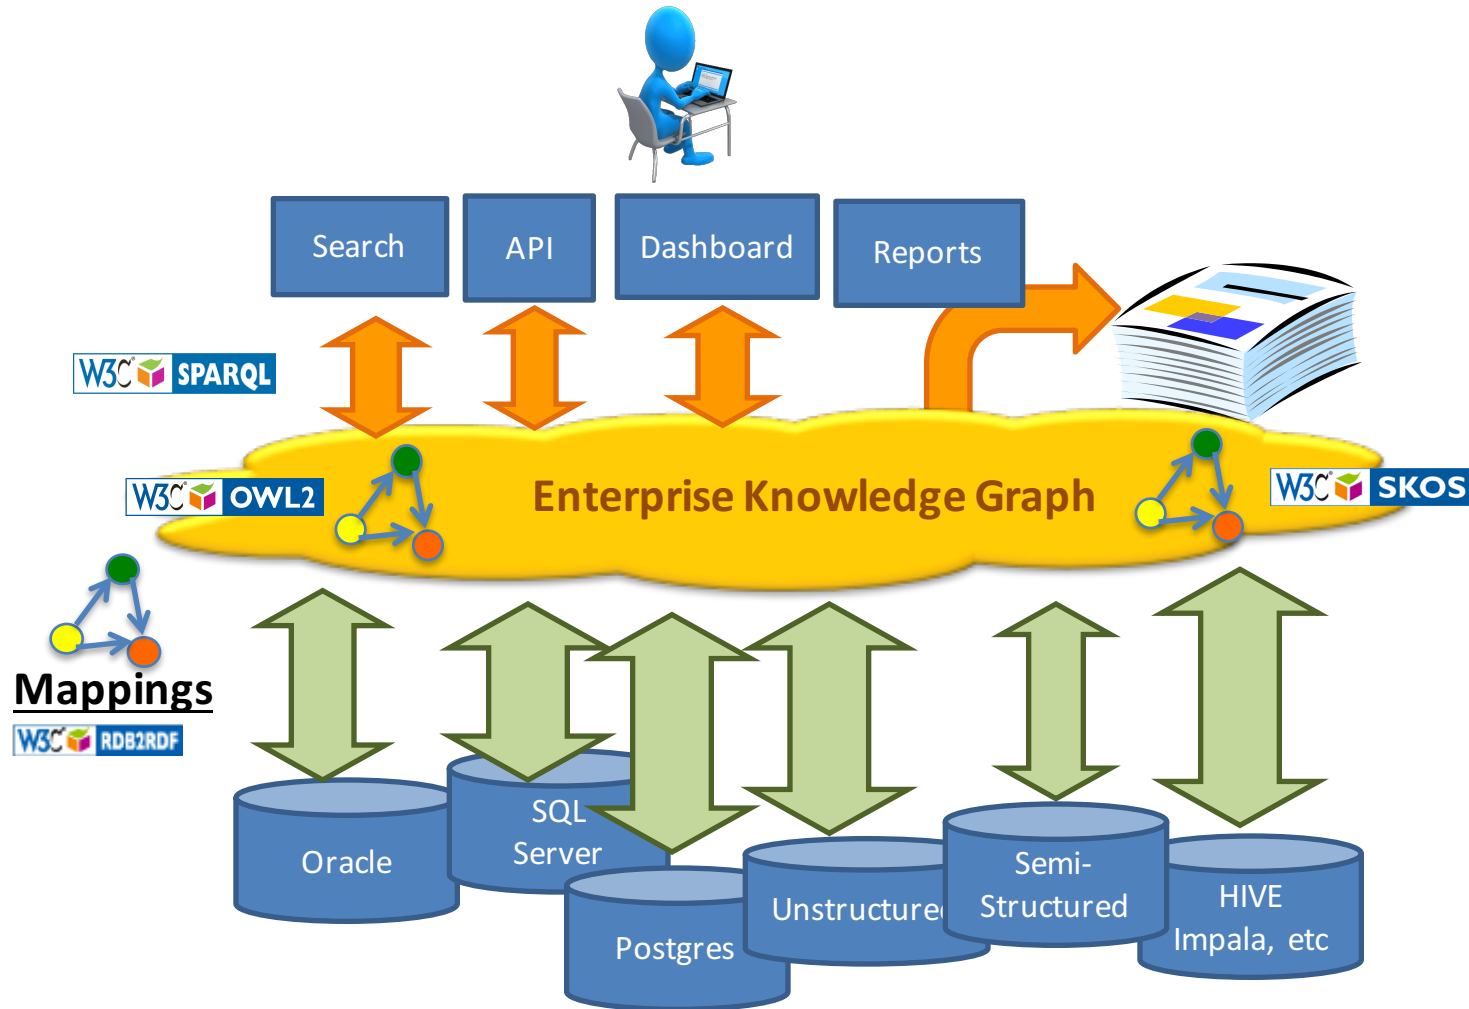 Search
API
Dashboard
Reports
W3C SPARQL
W3C OWL2
Enterprise Knowledge Graph
W3C SKOS
Mappings
W3C RDB2RDF
Oracle
SQL
Server
Postgres
Unstructured
Semi-
Structured
HIVE
Impala, etc